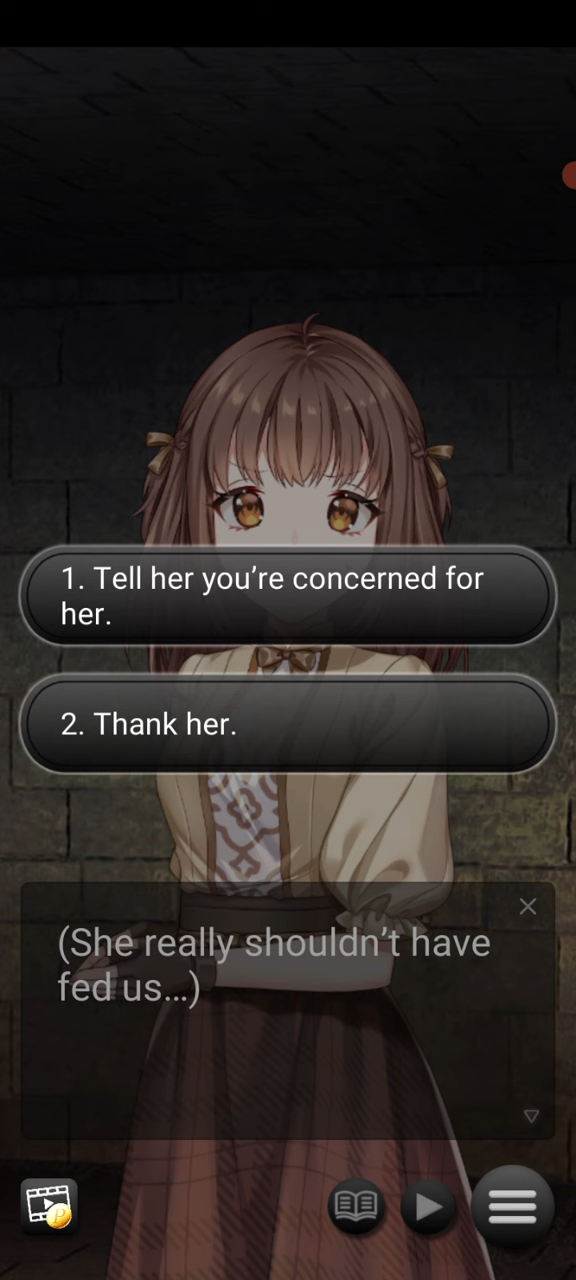 1. Tell her you’re concerned for
her.
2. Thank her.
(She really shouldn’t have
fed us…)
P